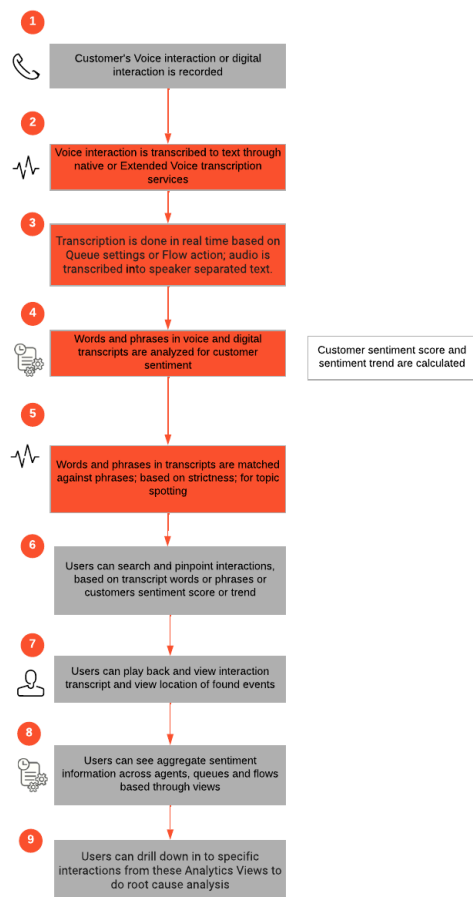 1
Customer's Voice interaction or digital
interaction is recorded
2
Voice interaction is transcribed to text through
native or Extended Voice transcription
services
3
Transcription is done in real time based on
Queue settings or Flow action; audio is
transcribed into speaker separated text.
4
Words and phrases in voice and digital
transcripts are analyzed for customer
sentiment
Customer sentiment score and
sentiment trend are calculated
5
Words and phrases in transcripts are matched
against phrases; based on strictness; for topic
spotting
6
Users can search and pinpoint interactions,
based on transcript words or phrases or
customers sentiment score or trend
7
Users can play back and view interaction
transcript and view location of found events
8
Users can see aggregate sentiment
information across agents, queues and flows
based through views
9
Users can drill down in to specific
interactions from these Analytics Views to
do root cause analysis